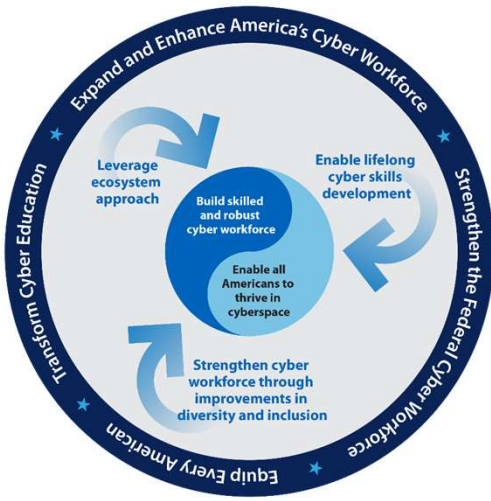 Expand and Enhance America's Cyber Workforce
Strengthen the Federal Cyber Workforce
Equip Every American
Transform Cyber Education
Leverage
ecosystem
approach
Enable lifelong
cyber skills
development
Build skilled
and robust
cyber workforce
Enable all
Americans to
thrive in
cyberspace
Strengthen cyber
workforce through
improvements in
diversity and inclusion